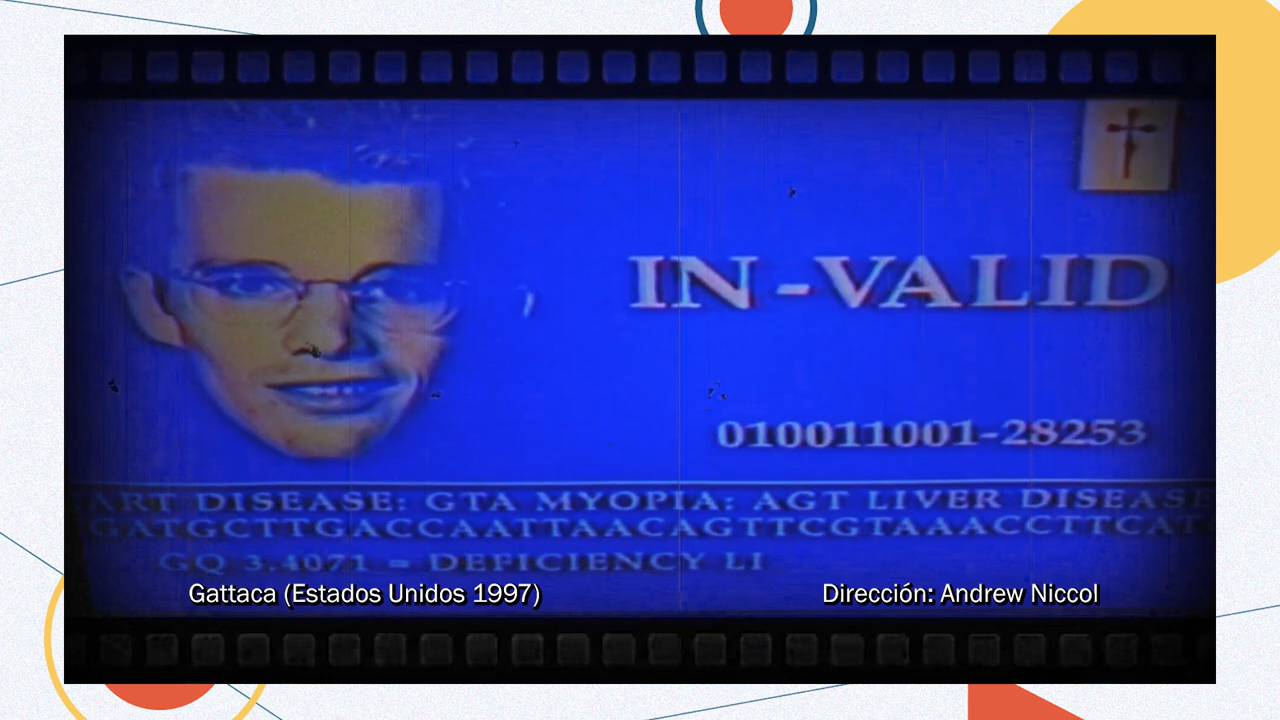 IN-VALID
010011001-28253
ART DISEASE: GTA MYOPIA: AGT LIVER DISEASE
GATGCTTGACCAATTAACAGTTCGTAAACCTTCAT
GQ 3.4071 = DEFICIENCY LI
Gattaca (Estados Unidos 1997)
Dirección: Andrew Niccol